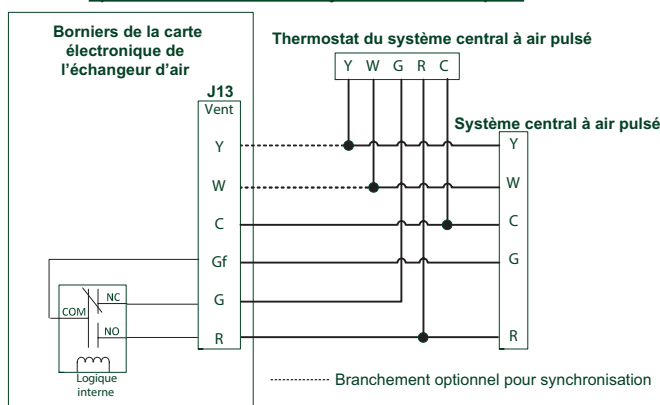 Borniers de la carte
électronique de
l'échangeur d'air
Thermostat du système central à air pulsé
Y W G R C
J13
Vent
Y
W
C
Gf
G
R
Système central à air pulsé
Y
W
C
G
R
NC
COM
NO
Logique
interne
Branchement optionnel pour synchronisation